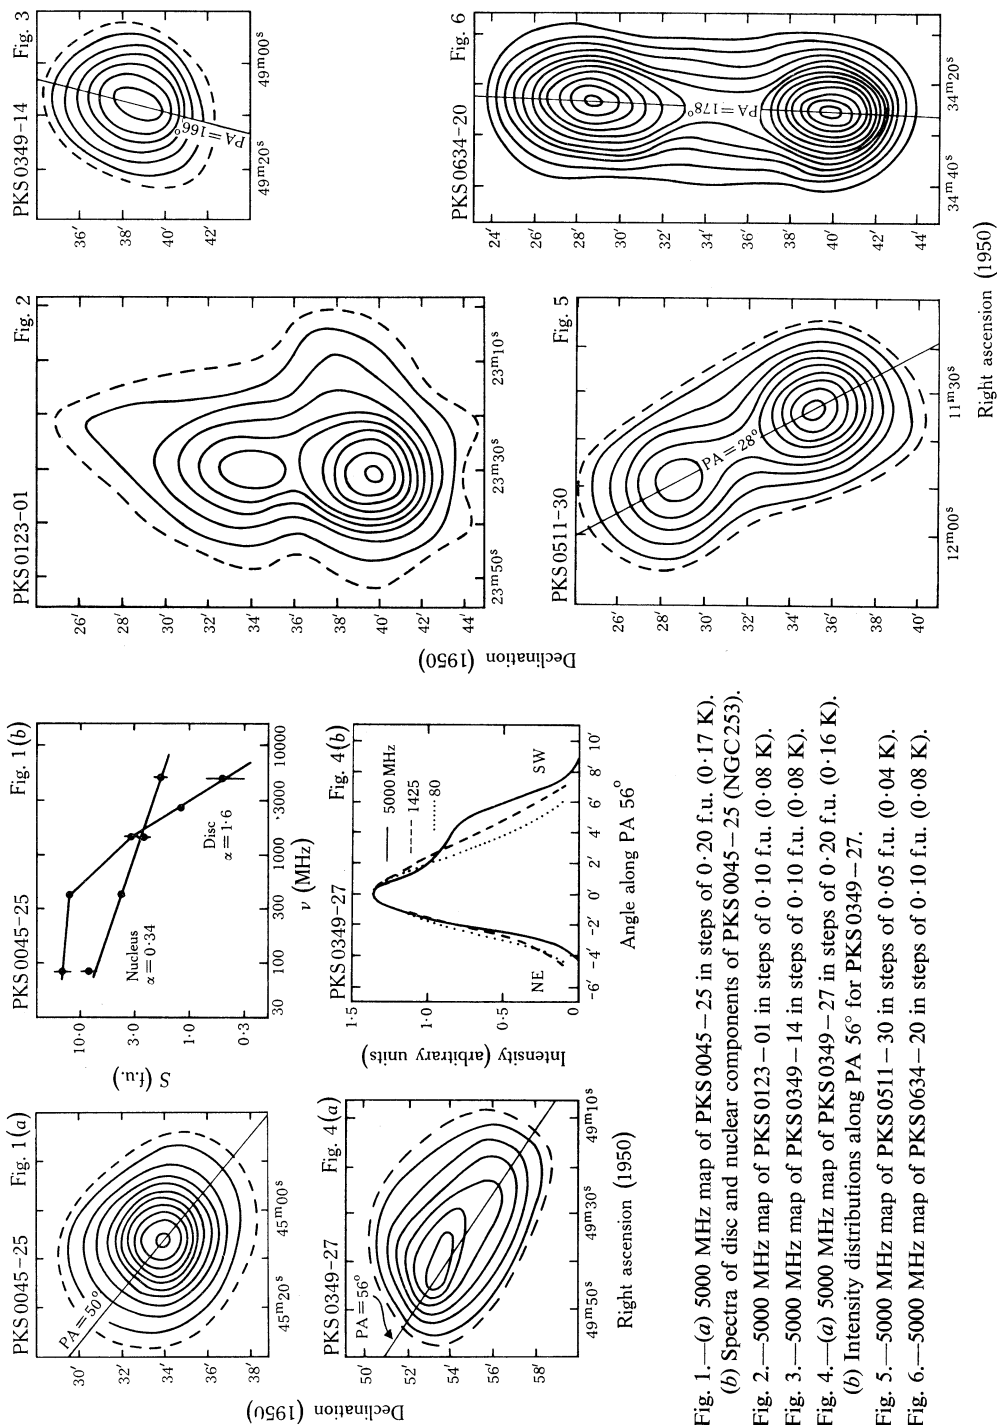 PKS 0045−25 Fig. 1 (a)
PA = 50°
30′
32′
34′
36′
38′
45ᵐ20ˢ
45ᵐ00ˢ
PKS 0045−25 Fig. 1 (b)
S (f.u.)
10·0
3·0
1·0
0·3
Nucleus
α = 0·34
Disc
α = 1·6
30
100
300
1000
3000
10000
ν (MHz)
PKS 0123−01 Fig. 2
26′
28′
30′
32′
34′
36′
38′
40′
42′
44′
23ᵐ50ˢ
23ᵐ30ˢ
23ᵐ10ˢ
PKS 0349−14 Fig. 3
PA = 166°
36′
38′
40′
42′
49ᵐ20ˢ
49ᵐ00ˢ
Declination (1950)
Declination (1950)
PKS 0349−27 Fig. 4 (a)
PA = 56°
50′
52′
54′
56′
58′
49ᵐ50ˢ
49ᵐ30ˢ
49ᵐ10ˢ
Right ascension (1950)
PKS 0349−27 Fig. 4 (b)
Intensity (arbitrary units)
1·5
1·0
0·5
0
5000 MHz
1425
80
NE
SW
−6′
−4′
−2′
0′
2′
4′
6′
8′
10′
Angle along PA 56°
PKS 0511−30 Fig. 5
PA = 28°
26′
28′
30′
32′
34′
36′
38′
40′
12ᵐ00ˢ
11ᵐ30ˢ
PKS 0634−20 Fig. 6
PA = 178°
24′
26′
28′
30′
32′
34′
36′
38′
40′
42′
44′
34ᵐ40ˢ
34ᵐ20ˢ
Right ascension (1950)
Fig. 1.—(a) 5000 MHz map of PKS 0045−25 in steps of 0·20 f.u. (0·17 K).
(b) Spectra of disc and nuclear components of PKS 0045−25 (NGC 253).
Fig. 2.—5000 MHz map of PKS 0123−01 in steps of 0·10 f.u. (0·08 K).
Fig. 3.—5000 MHz map of PKS 0349−14 in steps of 0·10 f.u. (0·08 K).
Fig. 4.—(a) 5000 MHz map of PKS 0349−27 in steps of 0·20 f.u. (0·16 K).
(b) Intensity distributions along PA 56° for PKS 0349−27.
Fig. 5.—5000 MHz map of PKS 0511−30 in steps of 0·05 f.u. (0·04 K).
Fig. 6.—5000 MHz map of PKS 0634−20 in steps of 0·10 f.u. (0·08 K).